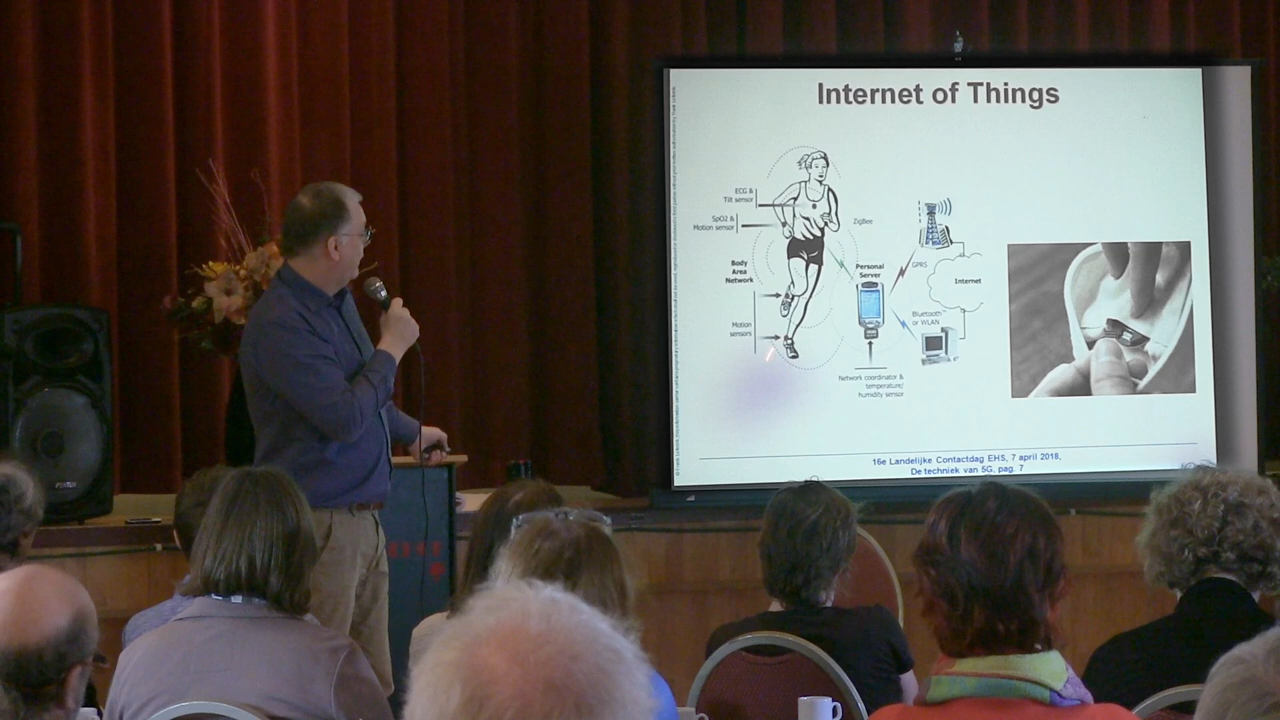 Internet of Things
ECG &
Tilt sensor
SpO2 &
Motion sensor
ZigBee
Body
Area
Network
Personal
Server
GPRS
Internet
Bluetooth™
or WLAN
Motion
sensors
Network coordinator &
temperature/
humidity sensor
16e Landelijke Contactdag EHS, 7 april 2018,
De techniek van 5G, pag. 7